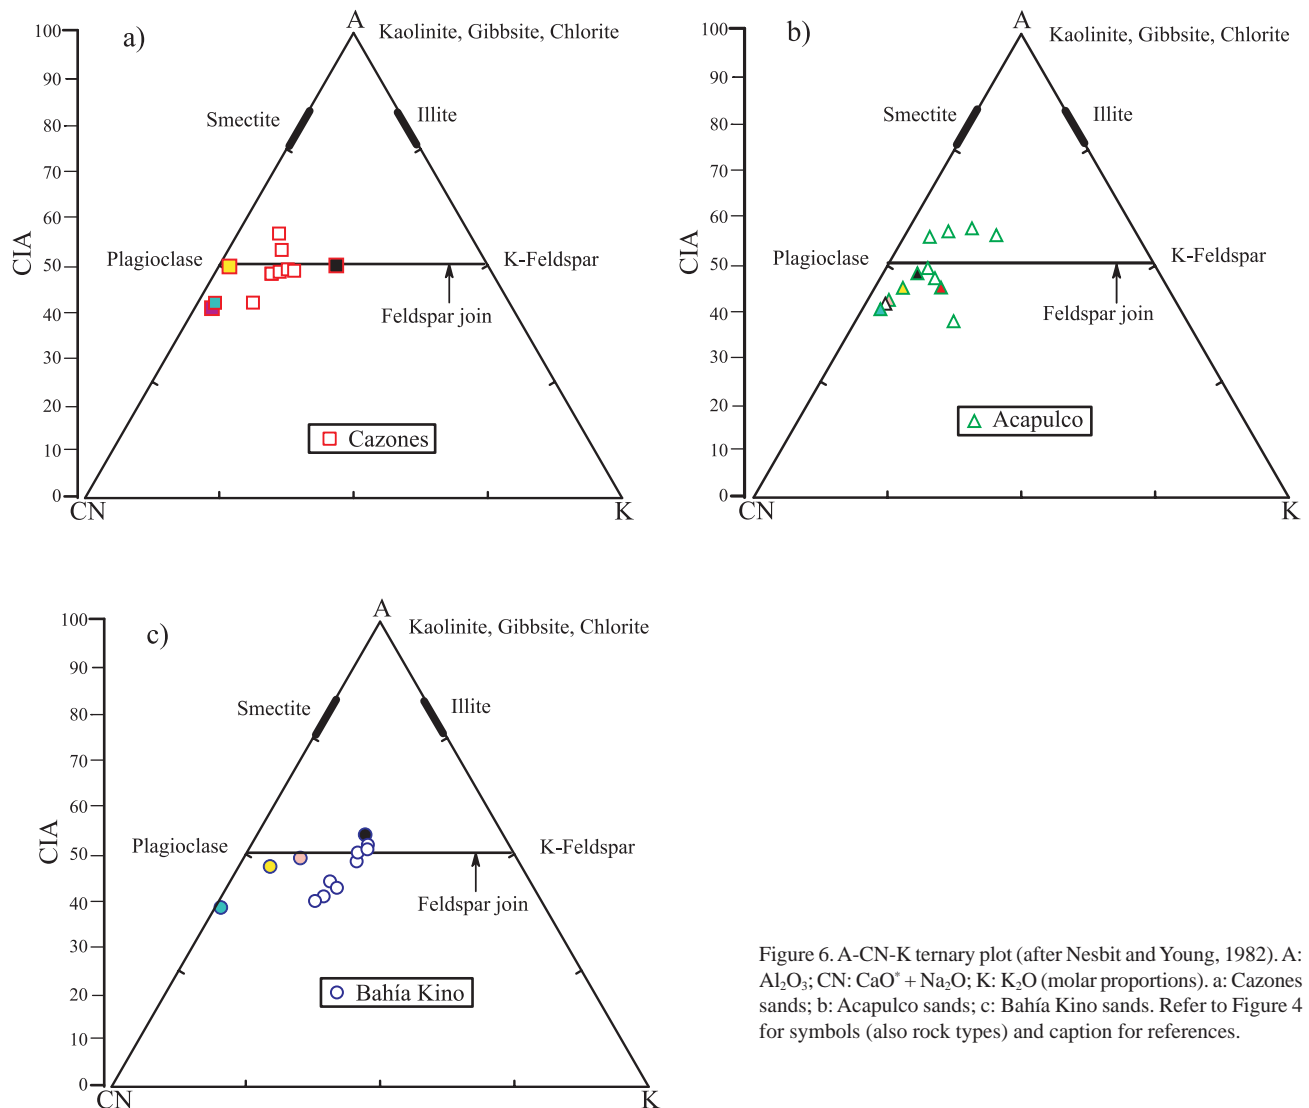 a)
A
Kaolinite, Gibbsite, Chlorite
100
90
80
70
60
50
40
30
20
10
0
CIA
Smectite
Illite
Plagioclase
K-Feldspar
Feldspar join
Cazones
CN
K
b)
A
Kaolinite, Gibbsite, Chlorite
100
90
80
70
60
50
40
30
20
10
0
CIA
Smectite
Illite
Plagioclase
K-Feldspar
Feldspar join
Acapulco
CN
K
c)
A
Kaolinite, Gibbsite, Chlorite
100
90
80
70
60
50
40
30
20
10
0
CIA
Smectite
Illite
Plagioclase
K-Feldspar
Feldspar join
Bahía Kino
CN
K
Figure 6. A-CN-K ternary plot (after Nesbit and Young, 1982). A:
Al₂O₃; CN: CaO* + Na₂O; K: K₂O (molar proportions). a: Cazones
sands; b: Acapulco sands; c: Bahía Kino sands. Refer to Figure 4
for symbols (also rock types) and caption for references.